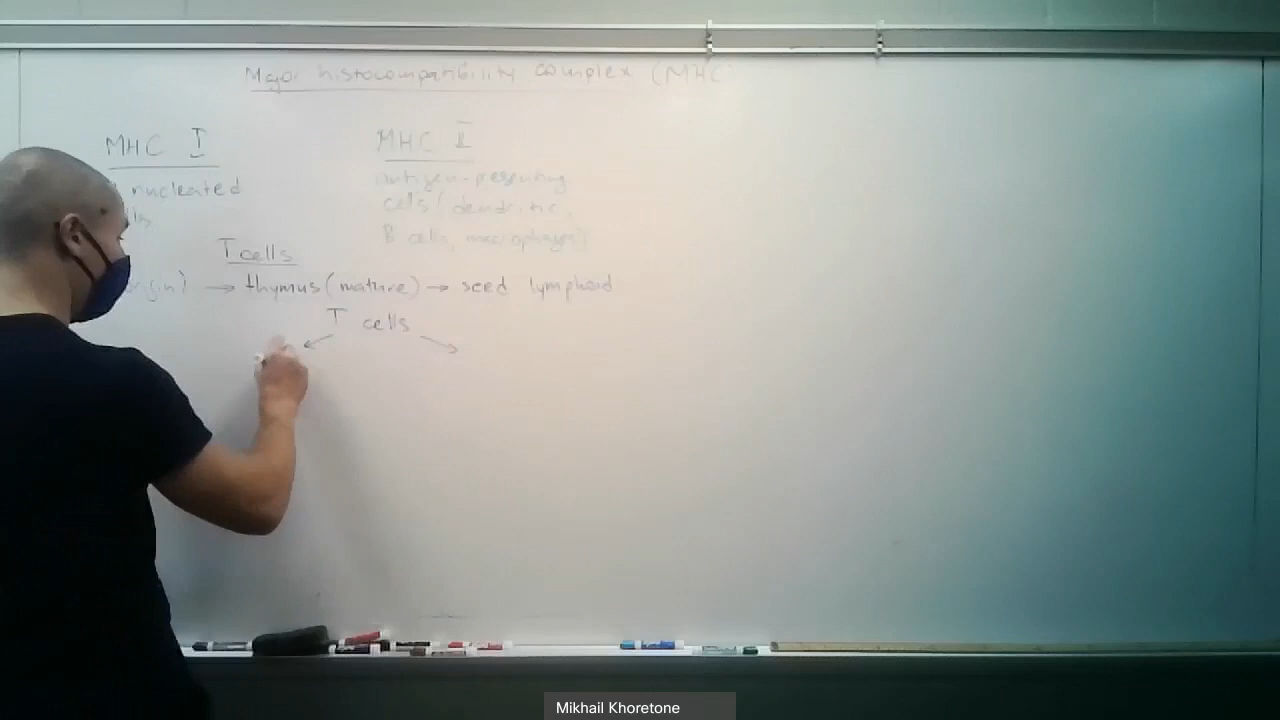 Major histocompatibility complex (MHC
MHC I
MHC II
nucleated
antigen-presenting
cells (dendritic,
B cells, macrophages)
T cells
→ thymus (mature) → seed lymphoid
T cells
Mikhail Khoretone